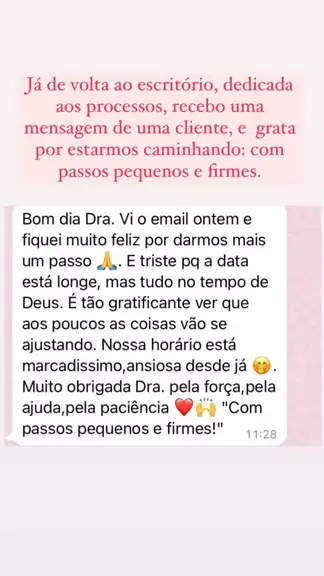 Já de volta ao escritório, dedicada
aos processos, recebo uma
mensagem de uma cliente, e  grata
por estarmos caminhando: com
passos pequenos e firmes.
Bom dia Dra. Vi o email ontem e
fiquei muito feliz por darmos mais
um passo 🙏. E triste pq a data
está longe, mas tudo no tempo de
Deus. É tão gratificante ver que
aos poucos as coisas vão se
ajustando. Nossa horário está
marcadissimo,ansiosa desde já 🤭.
Muito obrigada Dra. pela força,pela
ajuda,pela paciência ❤️🙌 "Com
passos pequenos e firmes!"
11:28